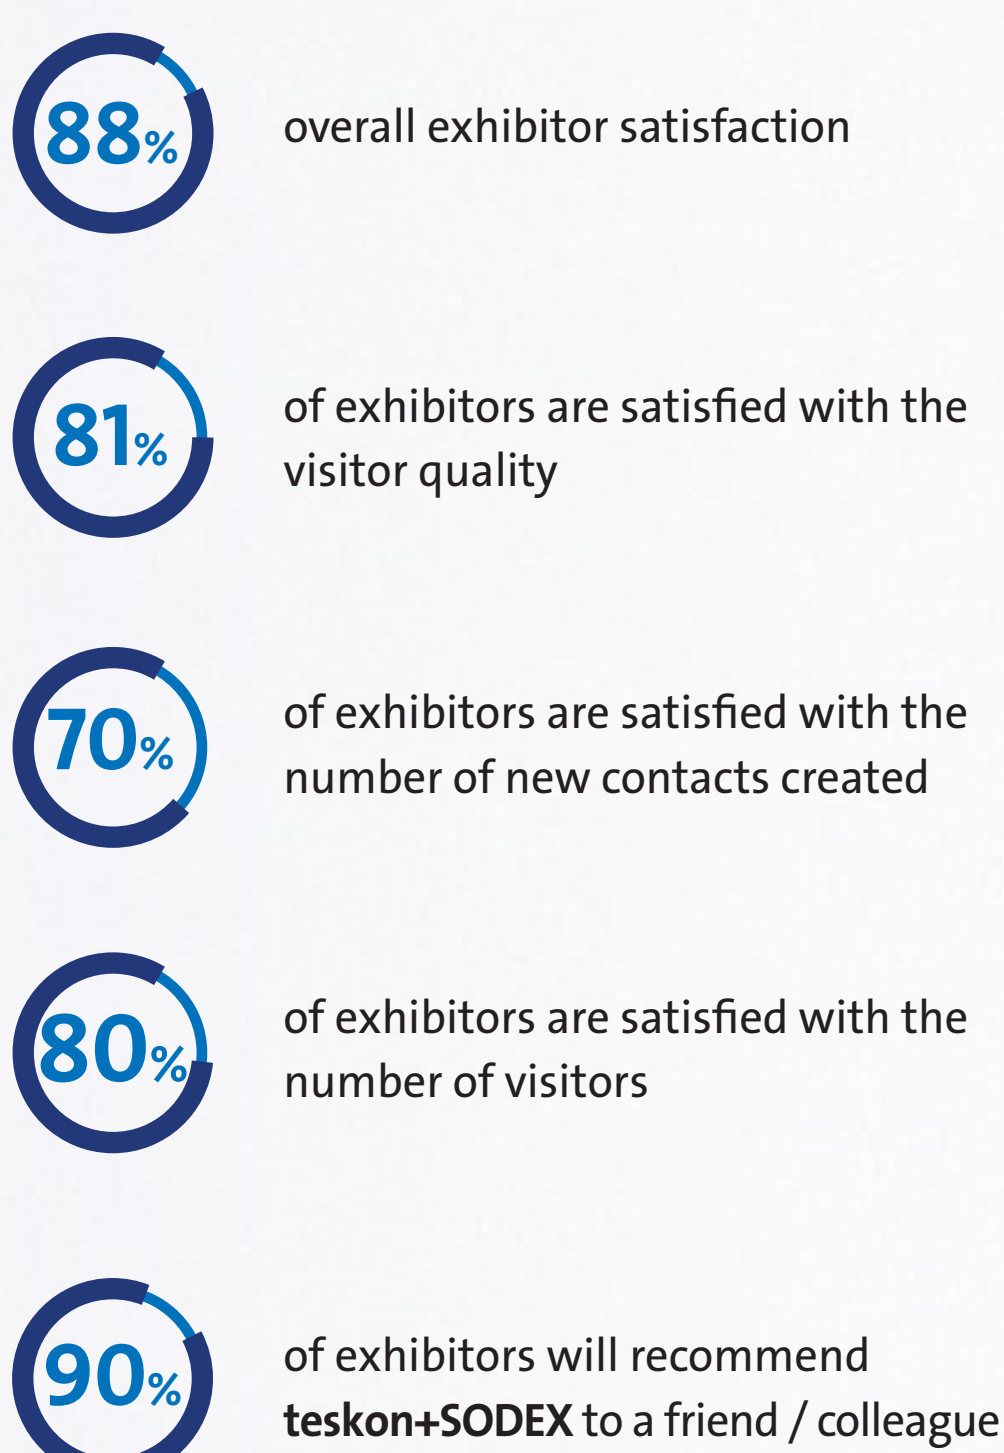 88%
overall exhibitor satisfaction
81%
of exhibitors are satisfied with the
visitor quality
70%
of exhibitors are satisfied with the
number of new contacts created
80%
of exhibitors are satisfied with the
number of visitors
90%
of exhibitors will recommend
teskon+SODEX to a friend / colleague